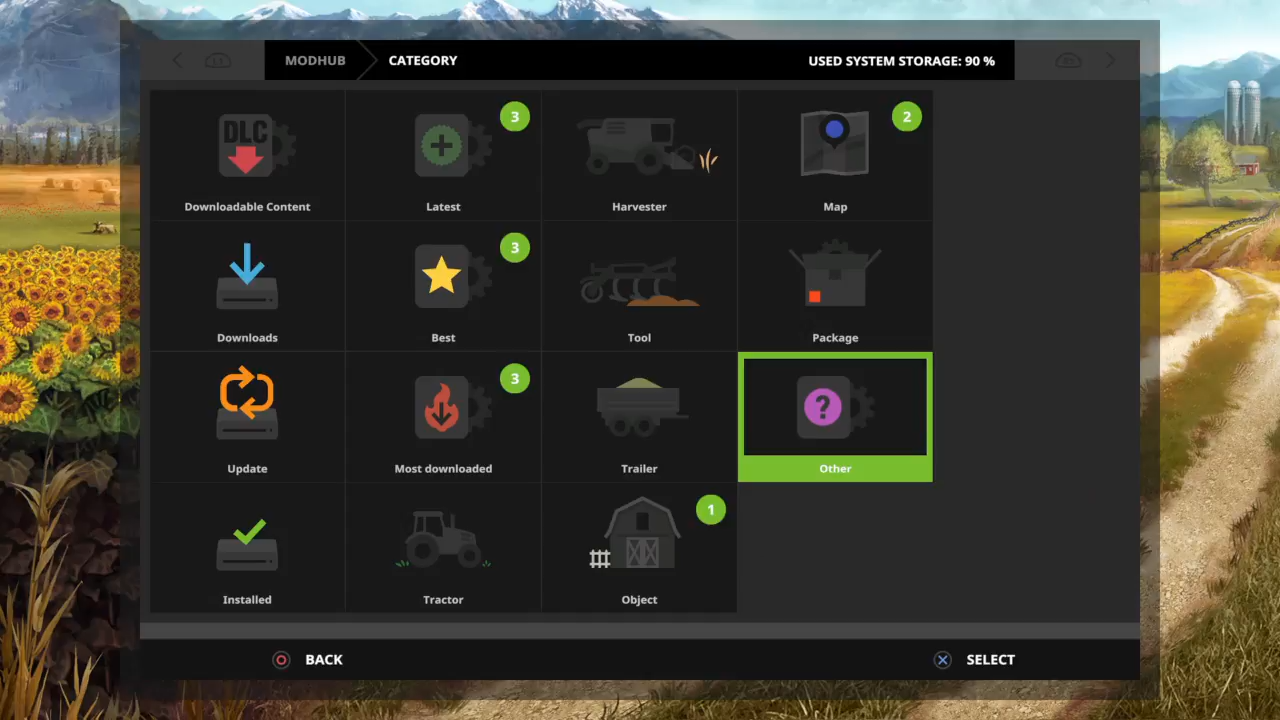 MODHUB
CATEGORY
USED SYSTEM STORAGE: 90 %
DLC
3
2
Downloadable Content
Latest
Harvester
Map
3
Downloads
Best
Tool
Package
3
?
Update
Most downloaded
Trailer
Other
1
Installed
Tractor
Object
BACK
SELECT